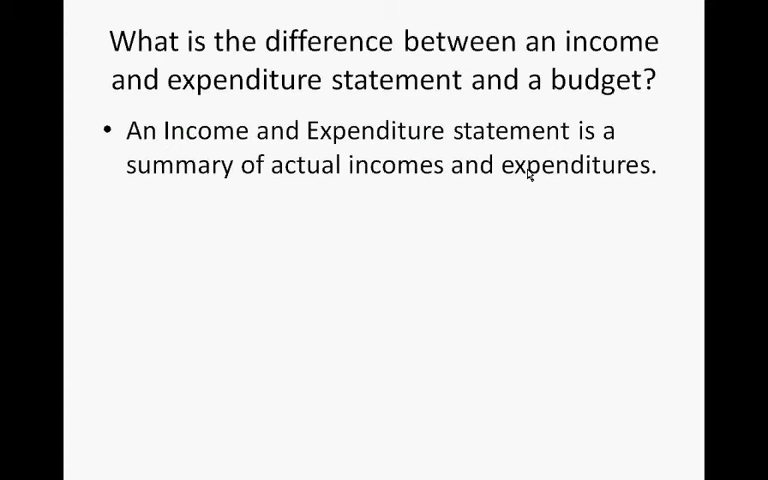 What is the difference between an income
and expenditure statement and a budget?
• An Income and Expenditure statement is a
summary of actual incomes and expenditures.